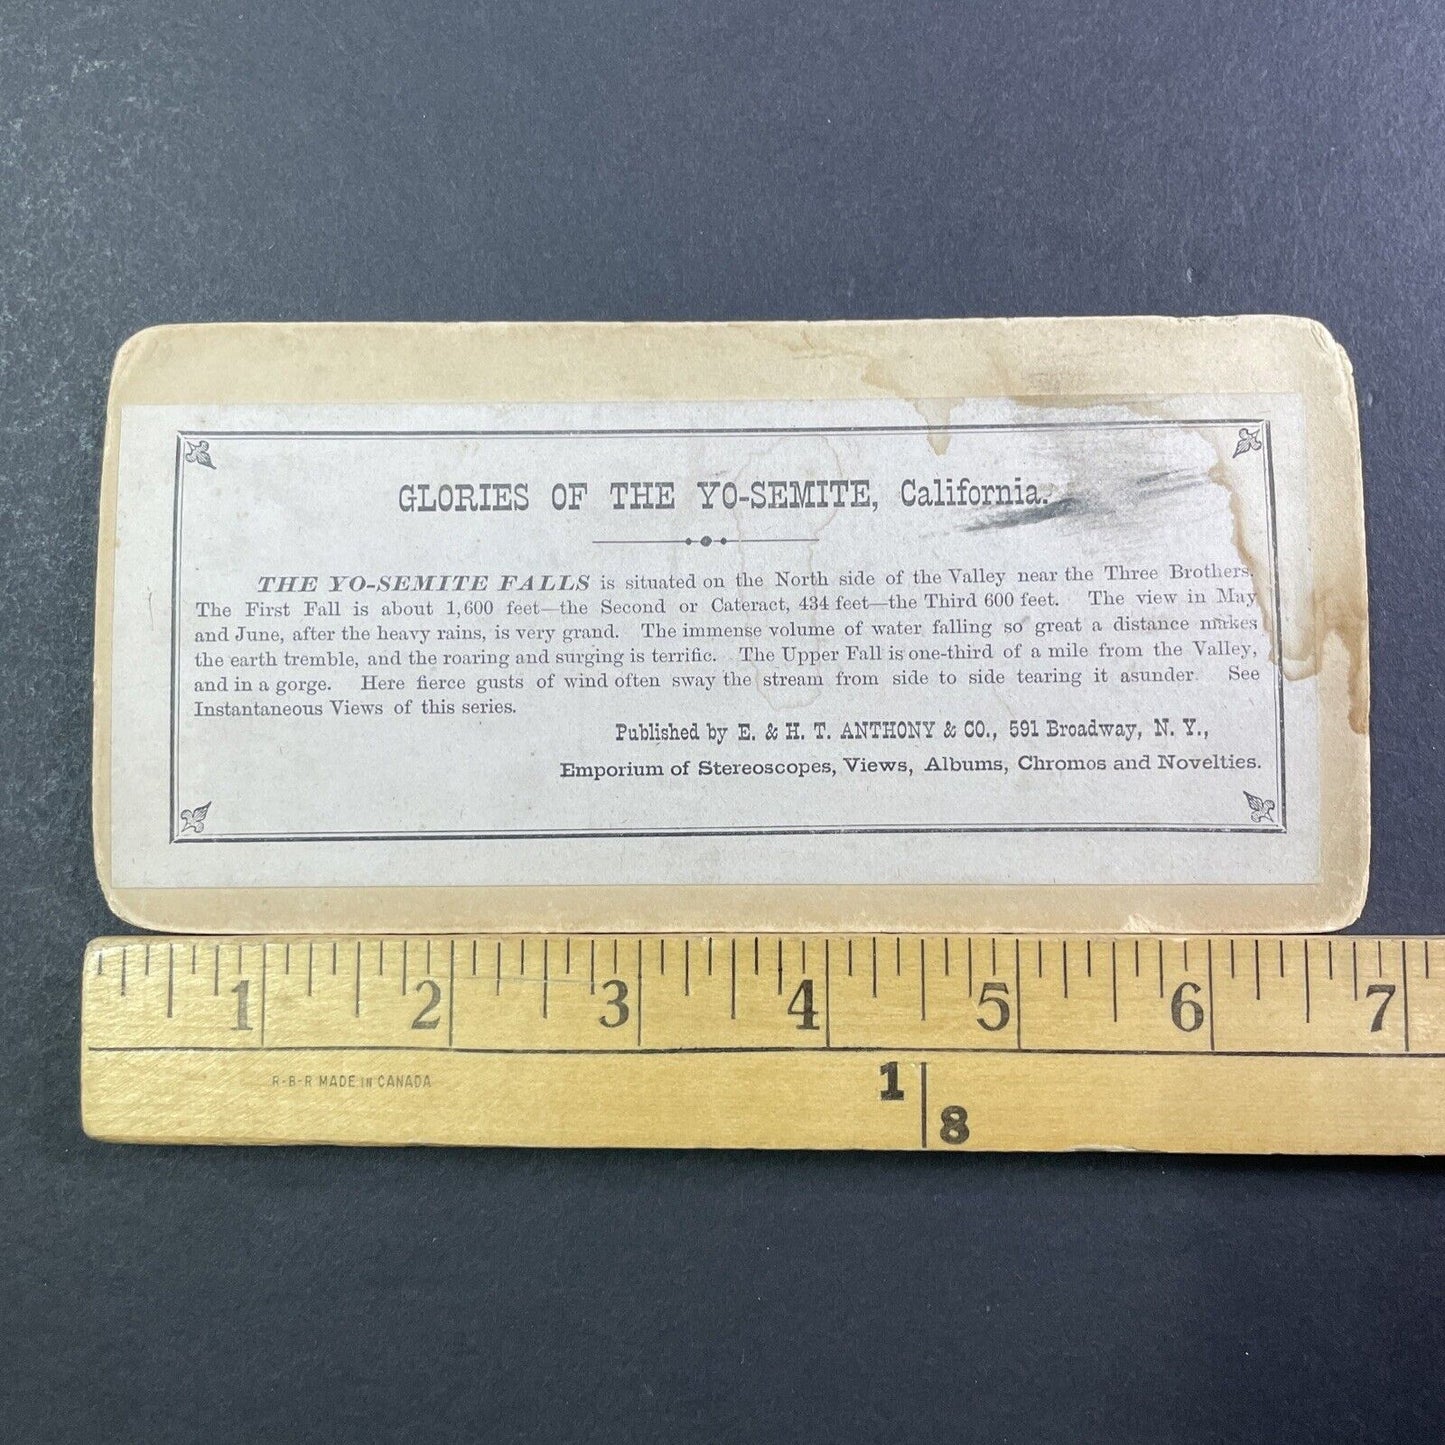 GLORIES OF THE YO-SEMITE, California.
THE YO-SEMITE FALLS is situated on the North side of the Valley near the Three Brothers.
The First Fall is about 1,600 feet—the Second or Cateract, 434 feet—the Third 600 feet. The view in May
and June, after the heavy rains, is very grand. The immense volume of water falling so great a distance makes
the earth tremble, and the roaring and surging is terrific. The Upper Fall is one-third of a mile from the Valley,
and in a gorge. Here fierce gusts of wind often sway the stream from side to side tearing it asunder. See
Instantaneous Views of this series.
Published by E. & H. T. ANTHONY & CO., 591 Broadway, N. Y.,
Emporium of Stereoscopes, Views, Albums, Chromos and Novelties.
1 2 3 4 5 6 7
R-B-R MADE IN CANADA
1
8